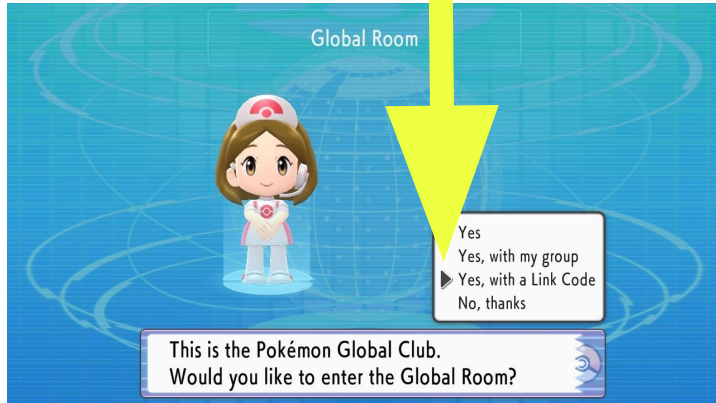 Global Room
Yes
Yes, with my group
Yes, with a Link Code
No, thanks
This is the Pokémon Global Club.
Would you like to enter the Global Room?